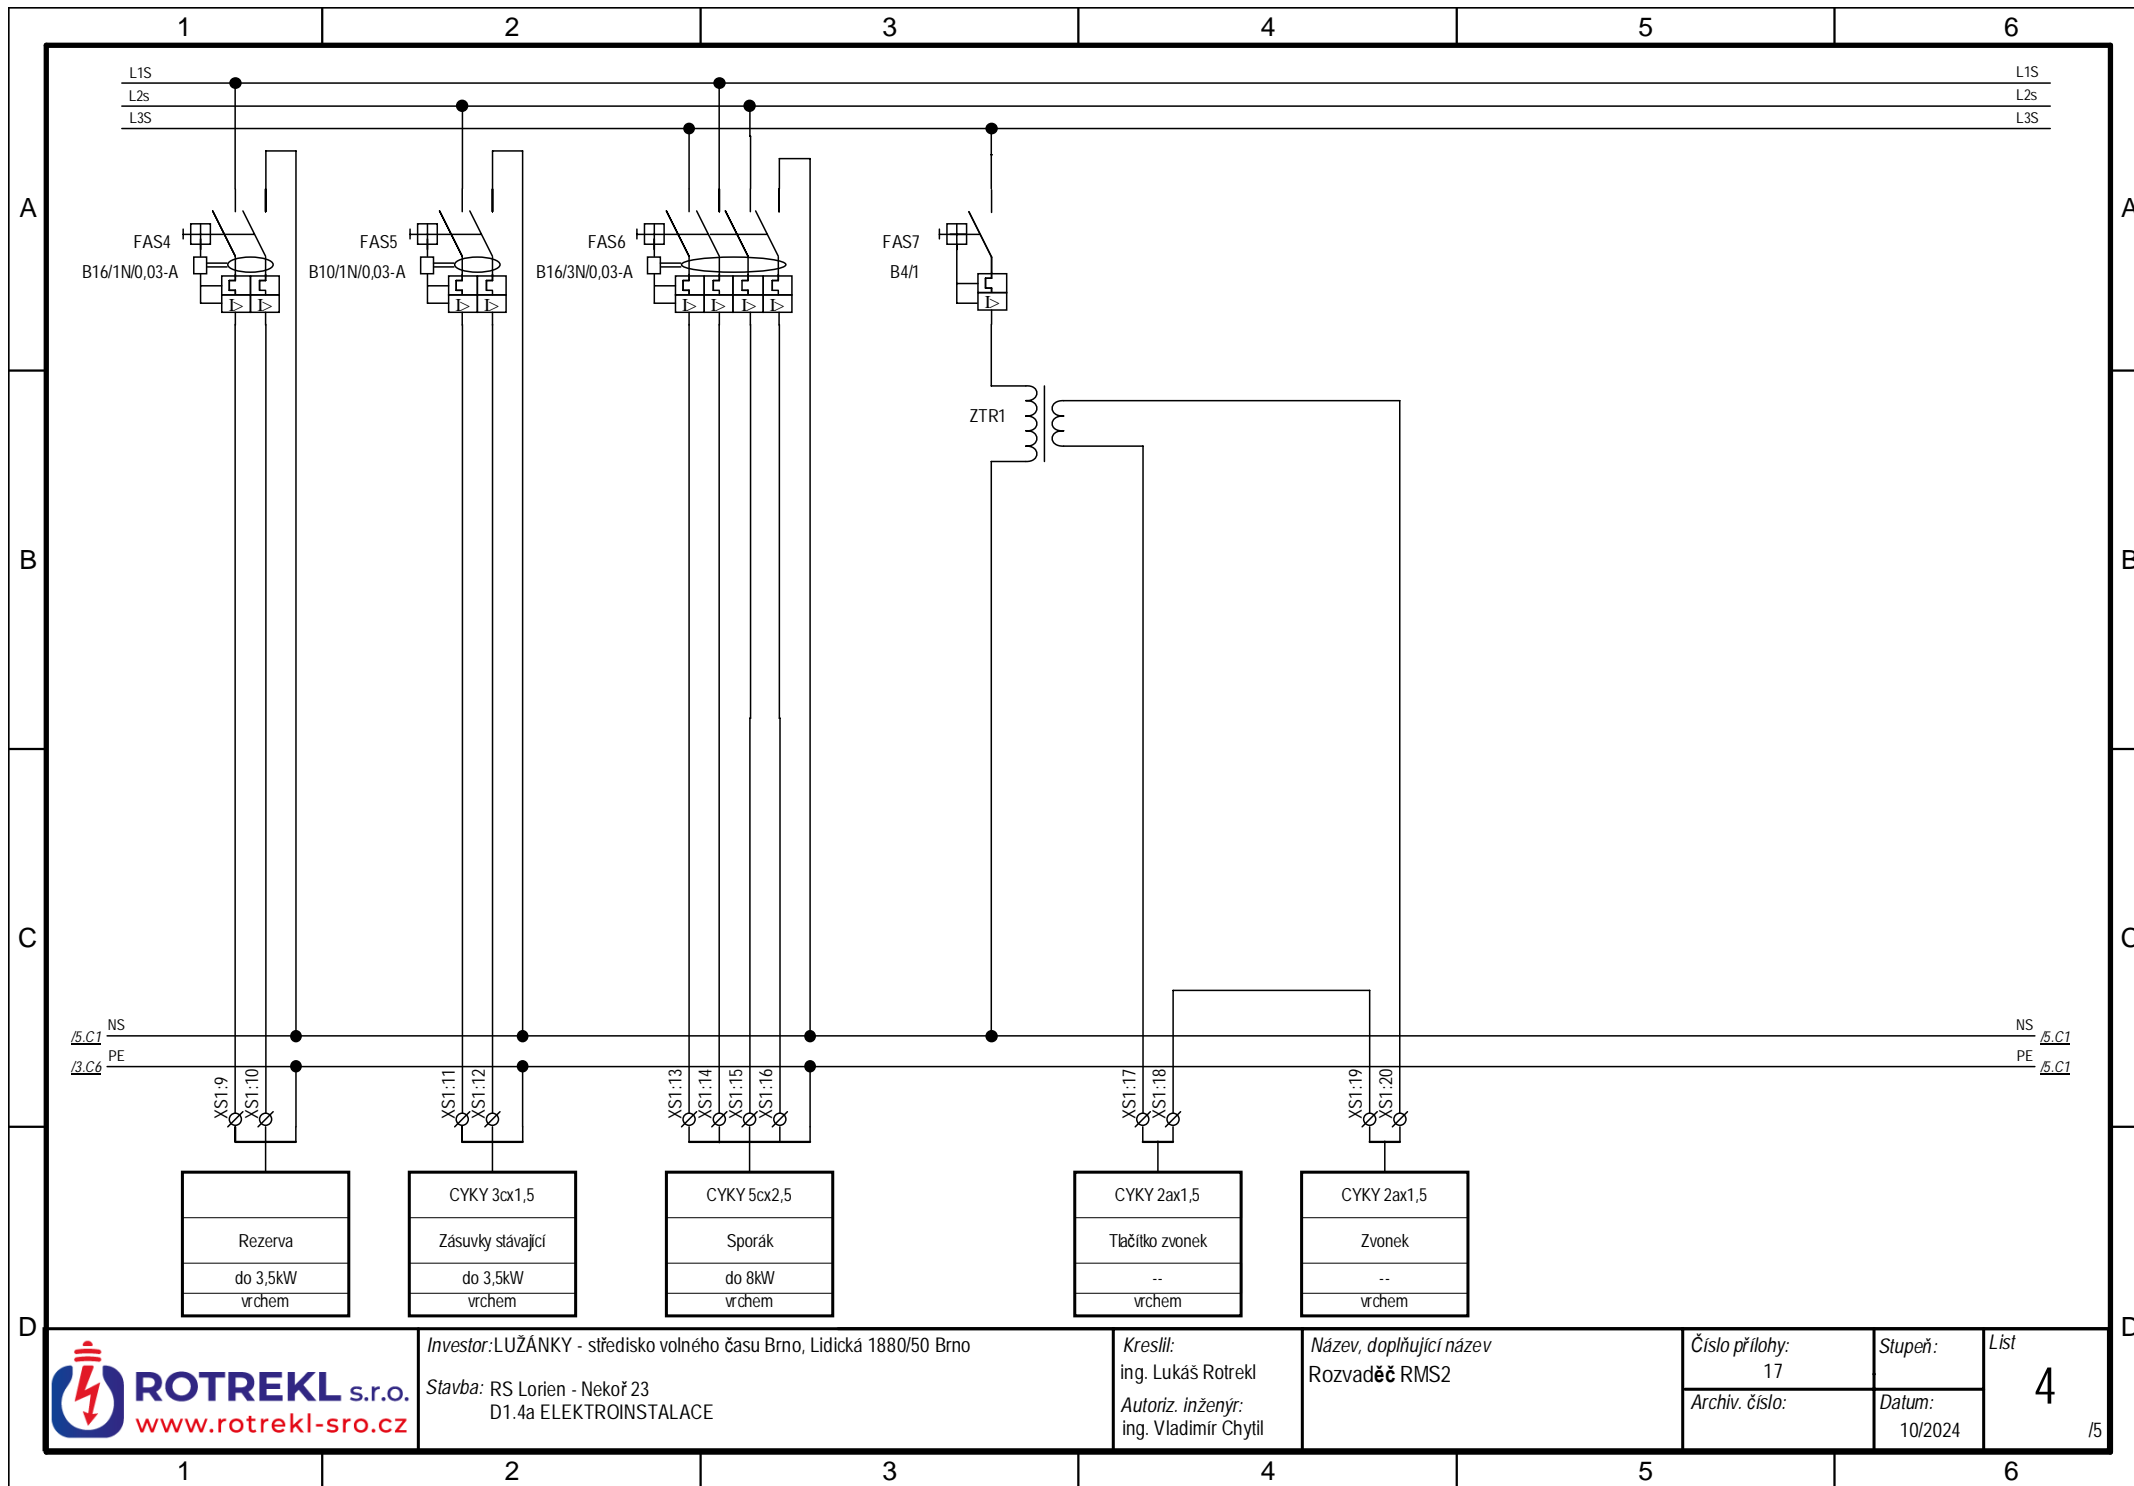 1 2 3 4 5 6
L1S L1S
L2s L2s
L3S L3S
A A
FAS4 FAS5 FAS6 FAS7
B16/1N/0,03-A B10/1N/0,03-A B16/3N/0,03-A B4/1
I> I> I> I> I> I> I> I> I>
ZTR1
B B
C C
/5.C1 NS NS /5.C1
/3.C6 PE PE /5.C1
XS1:9 XS1:10 XS1:11 XS1:12 XS1:13 XS1:14 XS1:15 XS1:16 XS1:17 XS1:18 XS1:19 XS1:20
CYKY 3cx1,5 CYKY 5cx2,5 CYKY 2ax1,5 CYKY 2ax1,5
Rezerva Zásuvky stávající Sporák Tlačítko zvonek Zvonek
do 3,5kW do 3,5kW do 8kW -- --
vrchem vrchem vrchem vrchem vrchem
D D
ROTREKL s.r.o.
www.rotrekl-sro.cz
Investor: LUŽÁNKY - středisko volného času Brno, Lidická 1880/50 Brno
Stavba: RS Lorien - Nekoř 23
D1.4a ELEKTROINSTALACE
Kreslil:
ing. Lukáš Rotrekl
Autoriz. inženýr:
ing. Vladimír Chytil
Název, doplňující název
Rozvaděč RMS2
Číslo přílohy:
17
Archiv. číslo:
Stupeň:
Datum:
10/2024
List
4
/5
1 2 3 4 5 6